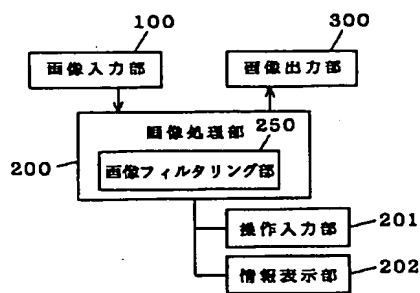 100
300
画像入力部
画像出力部
画像処理部
250
200
画像フィルタリング部
操作入力部
201
情報表示部
202